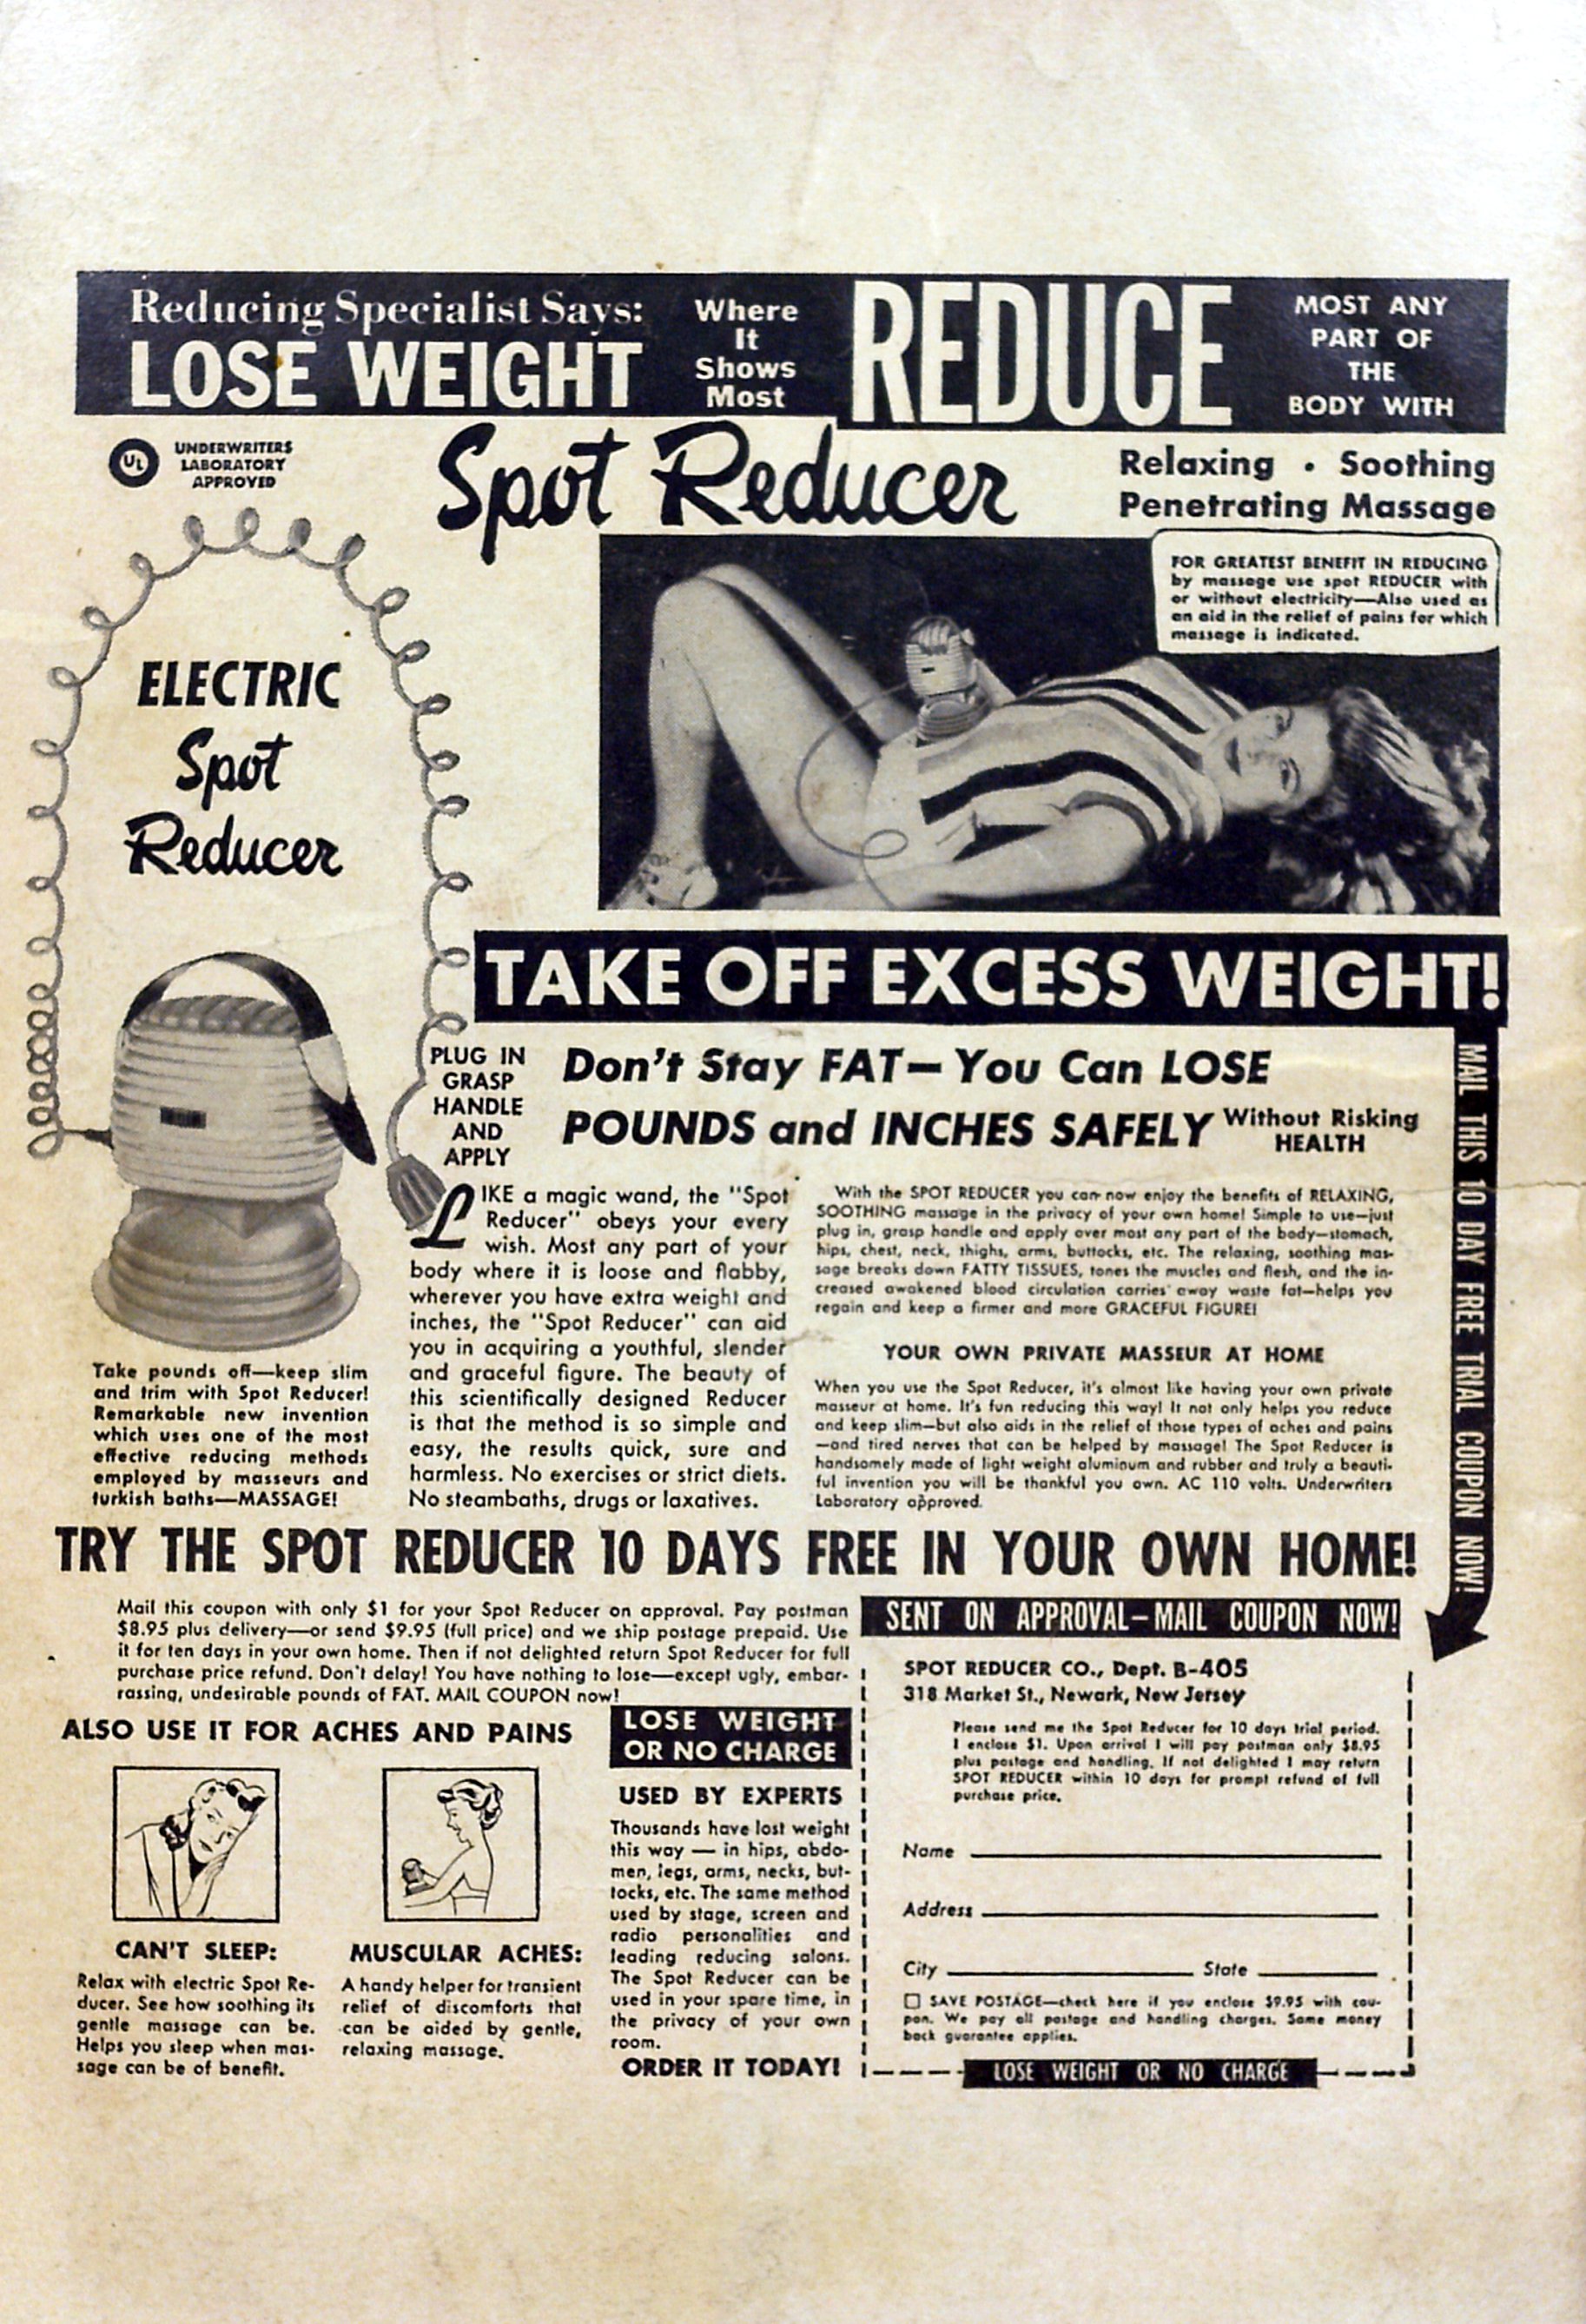 Reducing Specialist Says:
LOSE WEIGHT
Where
It
Shows
Most
REDUCE
MOST ANY
PART OF
THE
BODY WITH
UL
UNDERWRITERS
LABORATORY
APPROVED
Spot Reducer
Relaxing • Soothing
Penetrating Massage
FOR GREATEST BENEFIT IN REDUCING
by massage use spot REDUCER with
or without electricity—Also used as
an aid in the relief of pains for which
massage is indicated.
ELECTRIC
Spot
Reducer
TAKE OFF EXCESS WEIGHT!
PLUG IN
GRASP
HANDLE
AND
APPLY
Don't Stay FAT— You Can LOSE
POUNDS and INCHES SAFELY Without Risking
HEALTH
MAIL THIS 10 DAY FREE TRIAL COUPON NOW!
LIKE a magic wand, the "Spot
Reducer" obeys your every
wish. Most any part of your
body where it is loose and flabby,
wherever you have extra weight and
inches, the "Spot Reducer" can aid
you in acquiring a youthful, slender
and graceful figure. The beauty of
this scientifically designed Reducer
is that the method is so simple and
easy, the results quick, sure and
harmless. No exercises or strict diets.
No steambaths, drugs or laxatives.
With the SPOT REDUCER you can now enjoy the benefits of RELAXING,
SOOTHING massage in the privacy of your own home! Simple to use—just
plug in, grasp handle and apply over most any part of the body—stomach,
hips, chest, neck, thighs, arms, buttocks, etc. The relaxing, soothing mas-
sage breaks down FATTY TISSUES, tones the muscles and flesh, and the in-
creased awakened blood circulation carries away waste fat—helps you
regain and keep a firmer and more GRACEFUL FIGURE!
YOUR OWN PRIVATE MASSEUR AT HOME
When you use the Spot Reducer, it's almost like having your own private
masseur at home. It's fun reducing this way! It not only helps you reduce
and keep slim—but also aids in the relief of those types of aches and pains
—and tired nerves that can be helped by massage! The Spot Reducer is
handsomely made of light weight aluminum and rubber and truly a beauti-
ful invention you will be thankful you own. AC 110 volts. Underwriters
Laboratory approved.
Take pounds off—keep slim
and trim with Spot Reducer!
Remarkable new invention
which uses one of the most
effective reducing methods
employed by masseurs and
turkish baths—MASSAGE!
TRY THE SPOT REDUCER 10 DAYS FREE IN YOUR OWN HOME!
Mail this coupon with only $1 for your Spot Reducer on approval. Pay postman
$8.95 plus delivery—or send $9.95 (full price) and we ship postage prepaid. Use
it for ten days in your own home. Then if not delighted return Spot Reducer for full
purchase price refund. Don't delay! You have nothing to lose—except ugly, embar-
rassing, undesirable pounds of FAT. MAIL COUPON now!
ALSO USE IT FOR ACHES AND PAINS
CAN'T SLEEP:
Relax with electric Spot Re-
ducer. See how soothing its
gentle massage can be.
Helps you sleep when mas-
sage can be of benefit.
MUSCULAR ACHES:
A handy helper for transient
relief of discomforts that
can be aided by gentle,
relaxing massage.
LOSE WEIGHT
OR NO CHARGE
USED BY EXPERTS
Thousands have lost weight
this way — in hips, abdo-
men, legs, arms, necks, but-
tocks, etc. The same method
used by stage, screen and
radio personalities and
leading reducing salons.
The Spot Reducer can be
used in your spare time, in
the privacy of your own
room.
ORDER IT TODAY!
SENT ON APPROVAL—MAIL COUPON NOW!
SPOT REDUCER CO., Dept. B-405
318 Market St., Newark, New Jersey
Please send me the Spot Reducer for 10 days trial period.
I enclose $1. Upon arrival I will pay postman only $8.95
plus postage and handling. If not delighted I may return
SPOT REDUCER within 10 days for prompt refund of full
purchase price.
Name
Address
City State
SAVE POSTAGE—check here if you enclose $9.95 with cou-
pon. We pay all postage and handling charges. Same money
back guarantee applies.
LOSE WEIGHT OR NO CHARGE